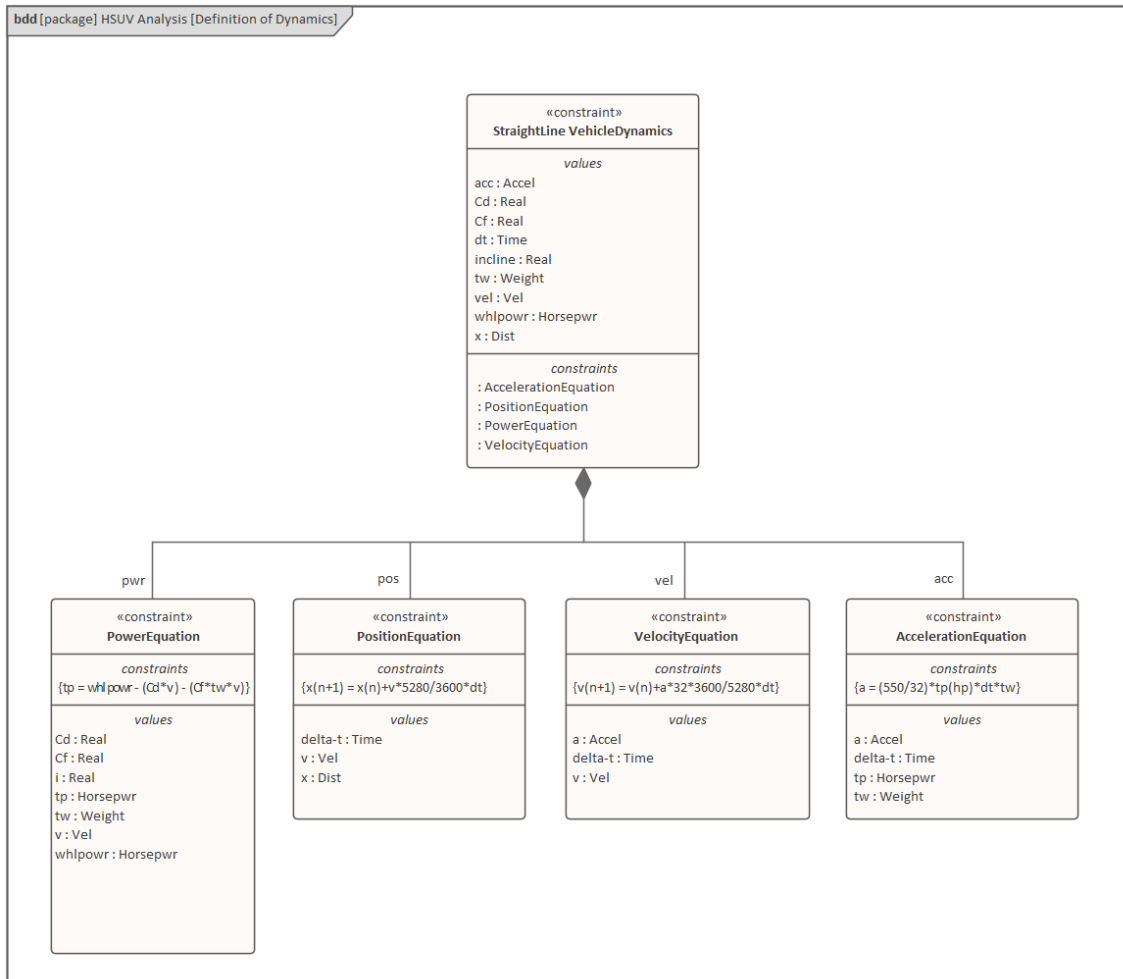 bdd [package] HSUV Analysis [Definition of Dynamics]
«constraint»
StraightLine VehicleDynamics
values
acc : Accel
Cd : Real
Cf : Real
dt : Time
incline : Real
tw : Weight
vel : Vel
whlpowr : Horsepwr
x : Dist
constraints
: AccelerationEquation
: PositionEquation
: PowerEquation
: VelocityEquation
pwr
pos
vel
acc
«constraint»
PowerEquation
constraints
{tp = whlpowr - (Cd*v) - (Cf*tw*v)}
values
Cd : Real
Cf : Real
i : Real
tp : Horsepwr
tw : Weight
v : Vel
whlpowr : Horsepwr
«constraint»
PositionEquation
constraints
{x(n+1) = x(n)+v*5280/3600*dt}
values
delta-t : Time
v : Vel
x : Dist
«constraint»
VelocityEquation
constraints
{v(n+1) = v(n)+a*32*3600/5280*dt}
values
a : Accel
delta-t : Time
v : Vel
«constraint»
AccelerationEquation
constraints
{a = (550/32)*tp(hp)*dt*tw}
values
a : Accel
delta-t : Time
tp : Horsepwr
tw : Weight